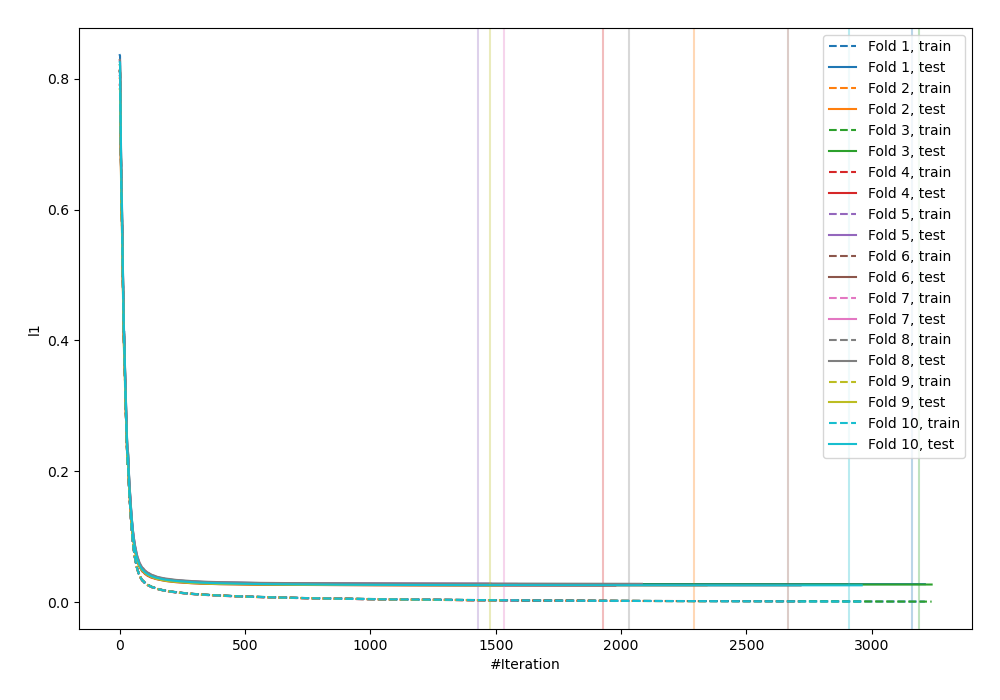 0.8
0.6
0.4
0.2
0.0
l1
0 500 1000 1500 2000 2500 3000
#Iteration
Fold 1, train
Fold 1, test
Fold 2, train
Fold 2, test
Fold 3, train
Fold 3, test
Fold 4, train
Fold 4, test
Fold 5, train
Fold 5, test
Fold 6, train
Fold 6, test
Fold 7, train
Fold 7, test
Fold 8, train
Fold 8, test
Fold 9, train
Fold 9, test
Fold 10, train
Fold 10, test